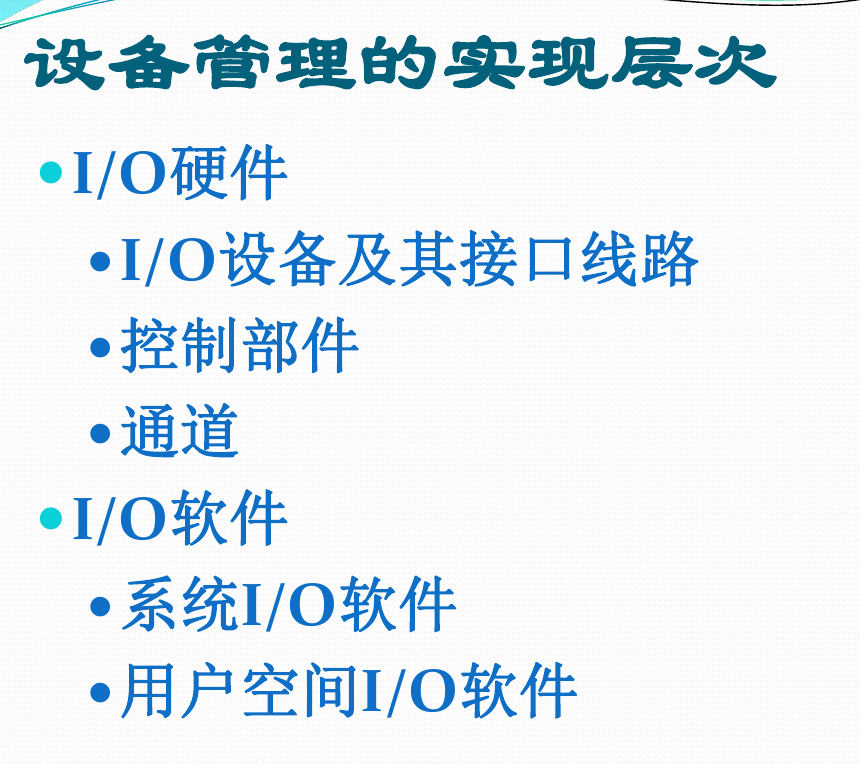 设备管理的实现层次
•I/O硬件
•I/O设备及其接口线路
•控制部件
•通道
•I/O软件
•系统I/O软件
•用户空间I/O软件